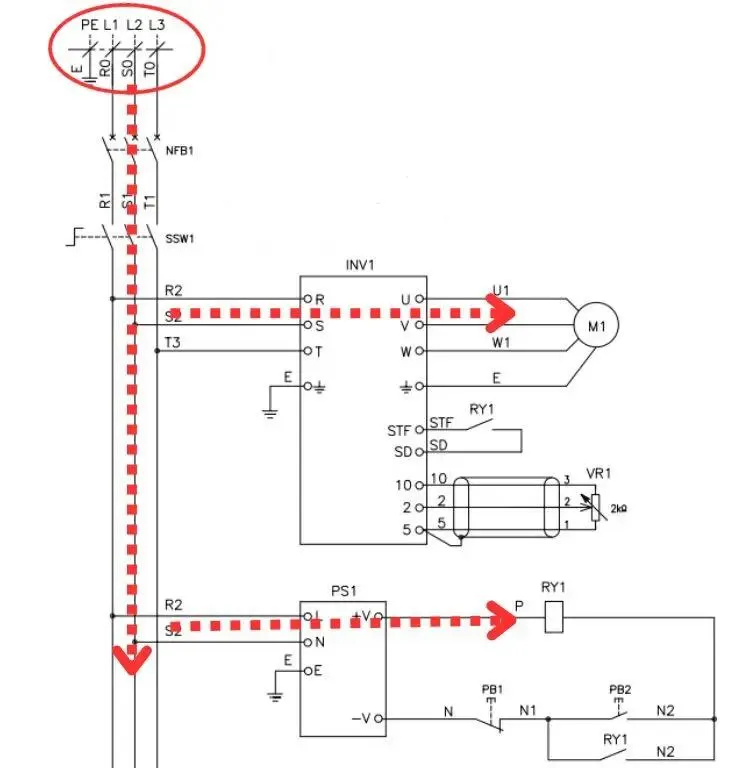 PE L1 L2 L3
E R0 S0 T0
NFB1
R1 S1 T1
SSW1
INV1
R2 R U U1
S2 S V M1
T3 T W W1
E E
RY1
STF STF
SD SD
VR1
10 10 3
2 2 2 2kΩ
5 5 1
PS1 RY1
R2 L +V P
S2 N
E E
PB1 PB2
-V N N1 N2
RY1
N2